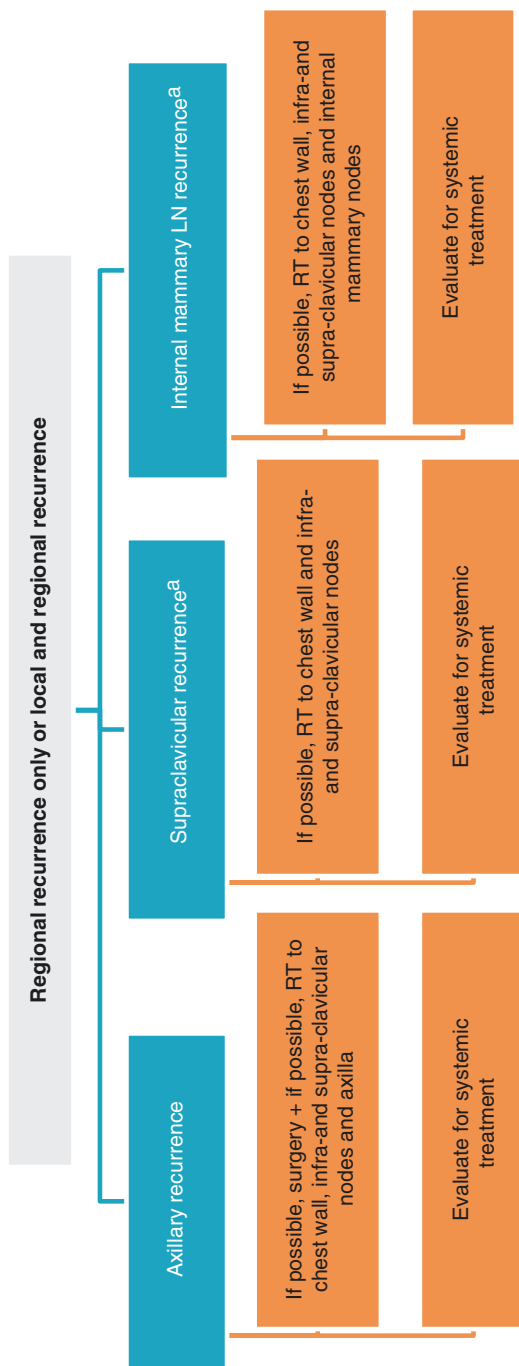 Regional recurrence only or local and regional recurrence
Axillary recurrence
If possible, surgery + if possible, RT to
chest wall, infra-and supra-clavicular
nodes and axilla
Evaluate for systemic
treatment
Supraclavicular recurrenceᵃ
If possible, RT to chest wall and infra-
and supra-clavicular nodes
Evaluate for systemic
treatment
Internal mammary LN recurrenceᵃ
If possible, RT to chest wall, infra-and
supra-clavicular nodes and internal
mammary nodes
Evaluate for systemic
treatment